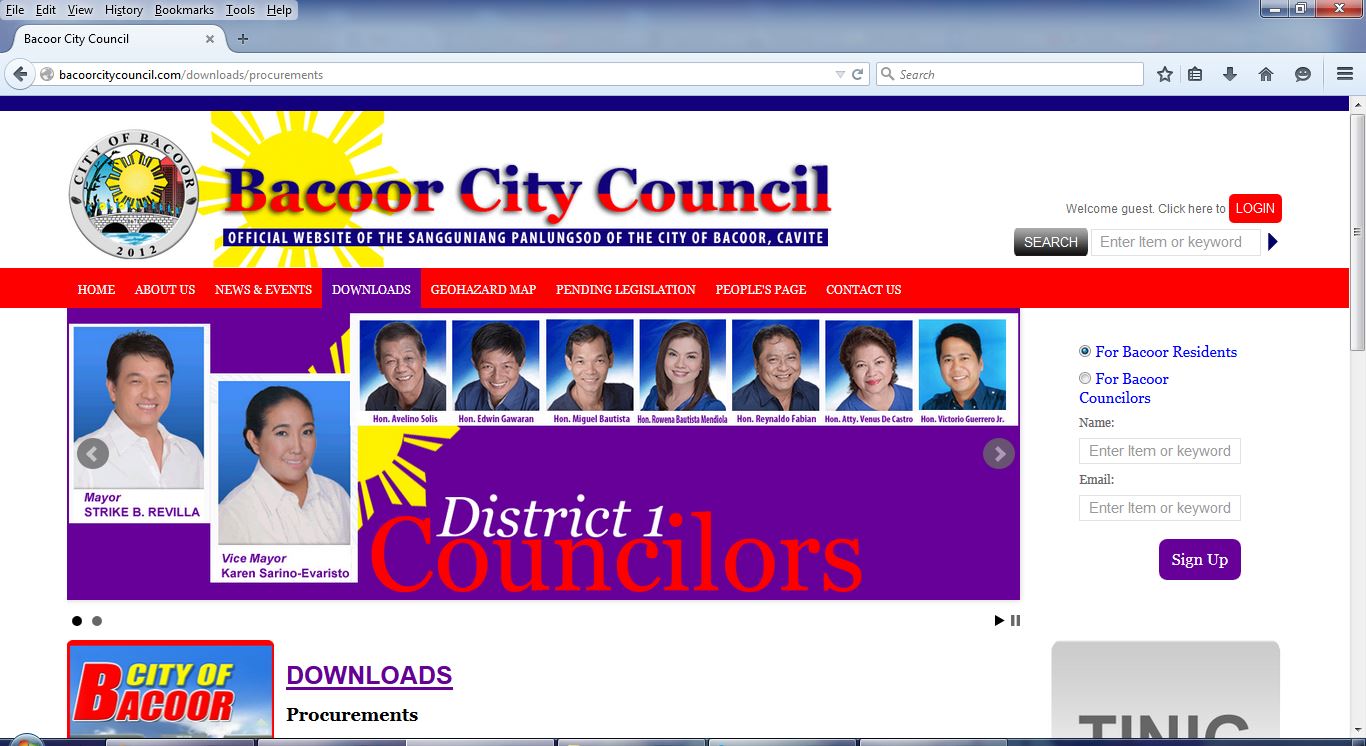 File Edit View History Bookmarks Tools Help
Bacoor City Council
bacoorcitycouncil.com/downloads/procurements
Search
CITY OF BACOOR
2012
Bacoor City Council
OFFICIAL WEBSITE OF THE SANGGUNIANG PANLUNGSOD OF THE CITY OF BACOOR, CAVITE
Welcome guest. Click here to LOGIN
SEARCH Enter Item or keyword
HOME ABOUT US NEWS & EVENTS DOWNLOADS GEOHAZARD MAP PENDING LEGISLATION PEOPLE'S PAGE CONTACT US
Hon. Avelino Solis Hon. Edwin Gawaran Hon. Miguel Bautista Hon. Rowena Bautista Mendiola Hon. Reynaldo Fabian Hon. Atty. Venus De Castro Hon. Victorio Guerrero Jr.
Mayor
STRIKE B. REVILLA
Vice Mayor
Karen Sarino-Evaristo
District 1
Councilors
For Bacoor Residents
For Bacoor
Councilors
Name:
Enter Item or keyword
Email:
Enter Item or keyword
Sign Up
CITY OF
BACOOR
DOWNLOADS
Procurements
TINIG